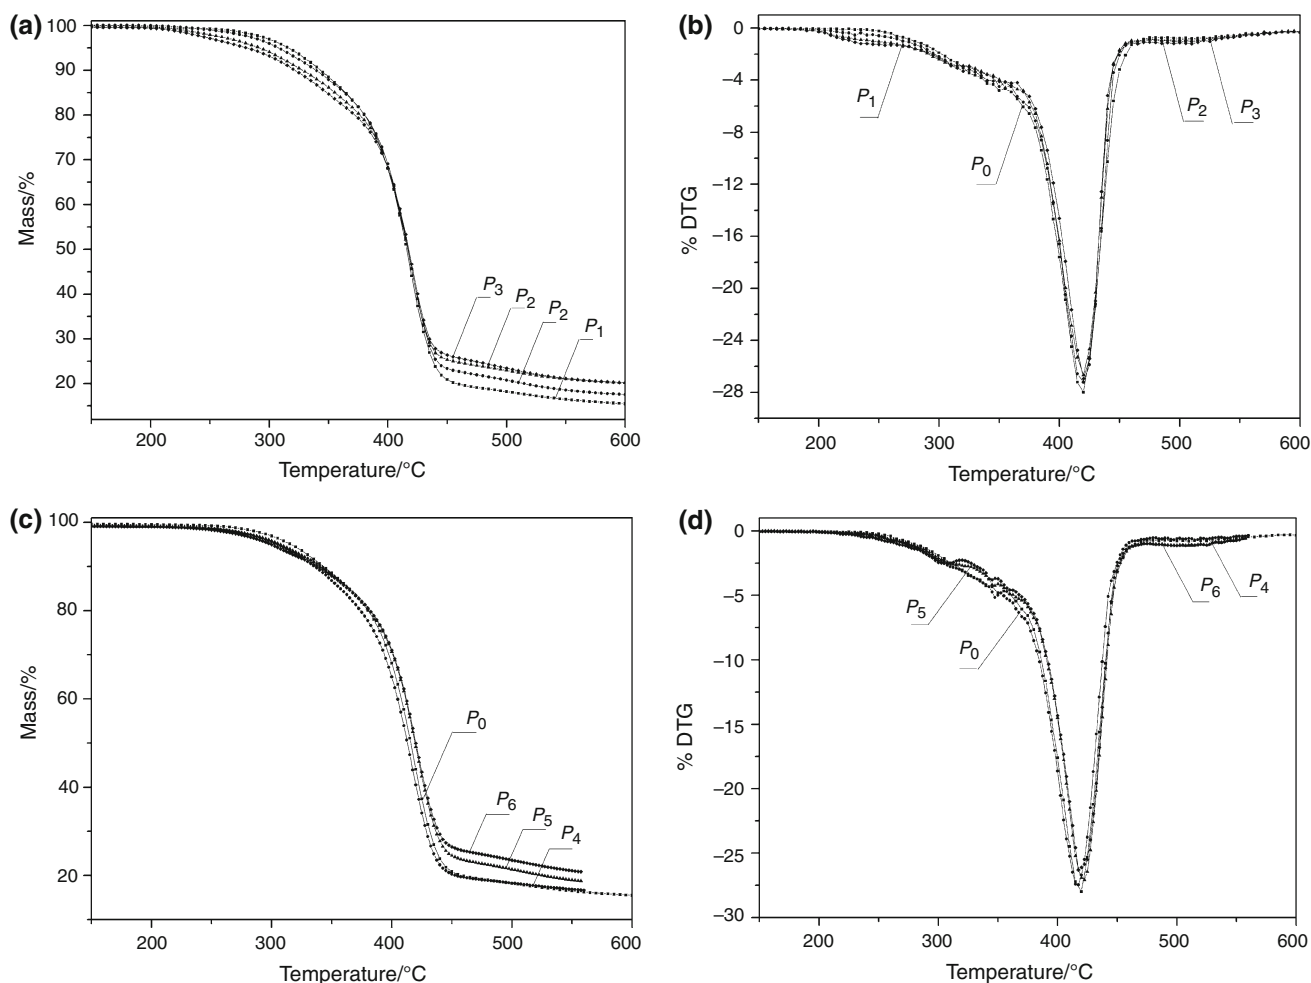 (a)
100
90
80
70
60
50
40
30
20
Mass/%
P3
P2
P2
P1
200 300 400 500 600
Temperature/°C
(b)
0
–4
–8
–12
–16
–20
–24
–28
% DTG
P1
P0
P2
P3
200 300 400 500 600
Temperature/°C
(c)
100
80
60
40
20
Mass/%
P0
P6
P5
P4
200 300 400 500 600
Temperature/°C
(d)
0
–5
–10
–15
–20
–25
–30
% DTG
P5
P0
P6
P4
200 300 400 500 600
Temperature/°C